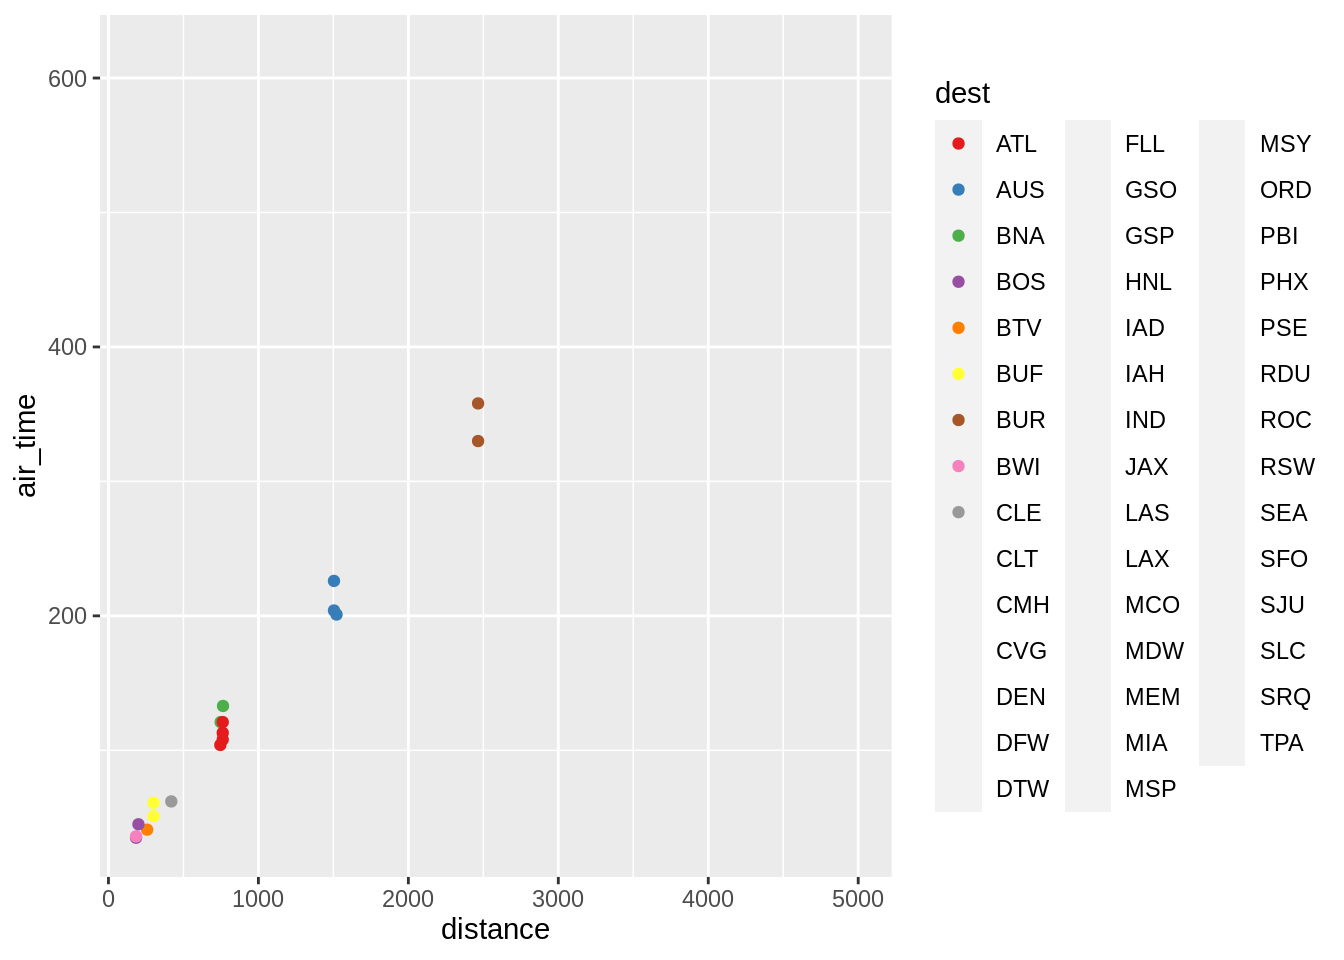 600
400
200
air_time
0 1000 2000 3000 4000 5000
distance
dest
ATL FLL MSY
AUS GSO ORD
BNA GSP PBI
BOS HNL PHX
BTV IAD PSE
BUF IAH RDU
BUR IND ROC
BWI JAX RSW
CLE LAS SEA
CLT LAX SFO
CMH MCO SJU
CVG MDW SLC
DEN MEM SRQ
DFW MIA TPA
DTW MSP